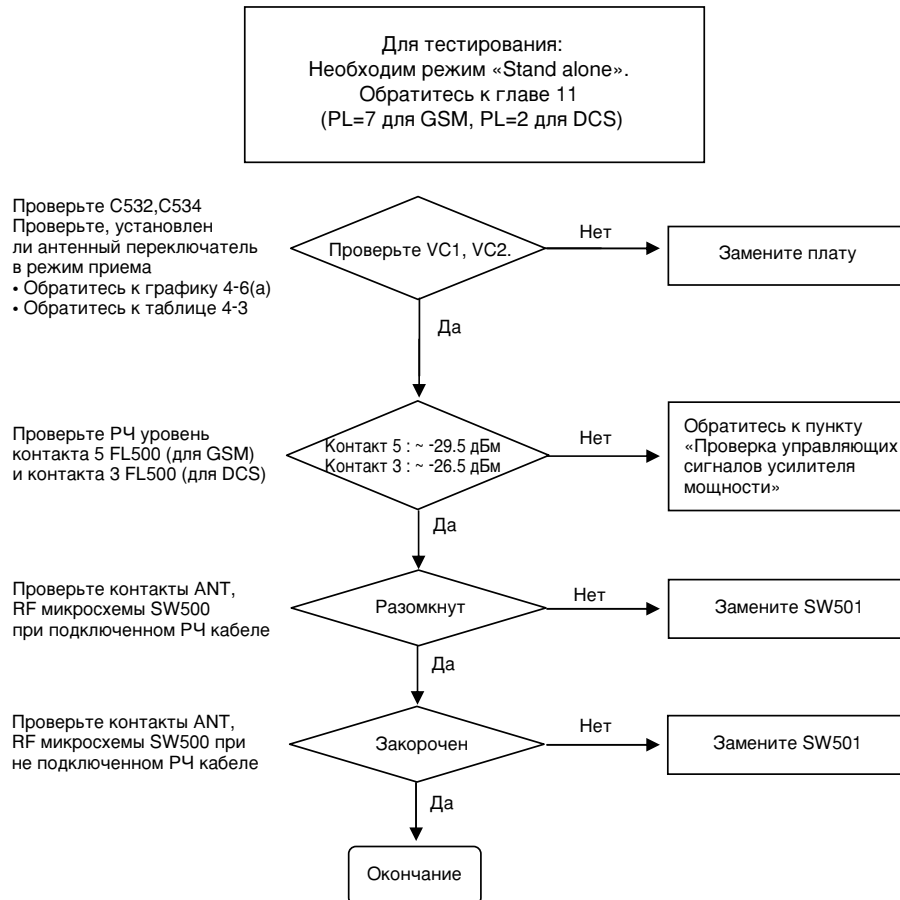 Для тестирования:
Необходим режим «Stand alone».
Обратитесь к главе 11
(PL=7 для GSM, PL=2 для DCS)
Проверьте C532,C534
Проверьте, установлен
ли антенный переключатель
в режим приема
• Обратитесь к графику 4-6(a)
• Обратитесь к таблице 4-3
Проверьте VC1, VC2.
Нет
Замените плату
Да
Проверьте РЧ уровень
контакта 5 FL500 (для GSM)
и контакта 3 FL500 (для DCS)
Контакт 5 : ~ -29.5 дБм
Контакт 3 : ~ -26.5 дБм
Нет
Обратитесь к пункту
«Проверка управляющих
сигналов усилителя
мощности»
Да
Проверьте контакты ANT,
RF микросхемы SW500
при подключенном РЧ кабеле
Разомкнут
Нет
Замените SW501
Да
Проверьте контакты ANT,
RF микросхемы SW500 при
не подключенном РЧ кабеле
Закорочен
Нет
Замените SW501
Да
Окончание